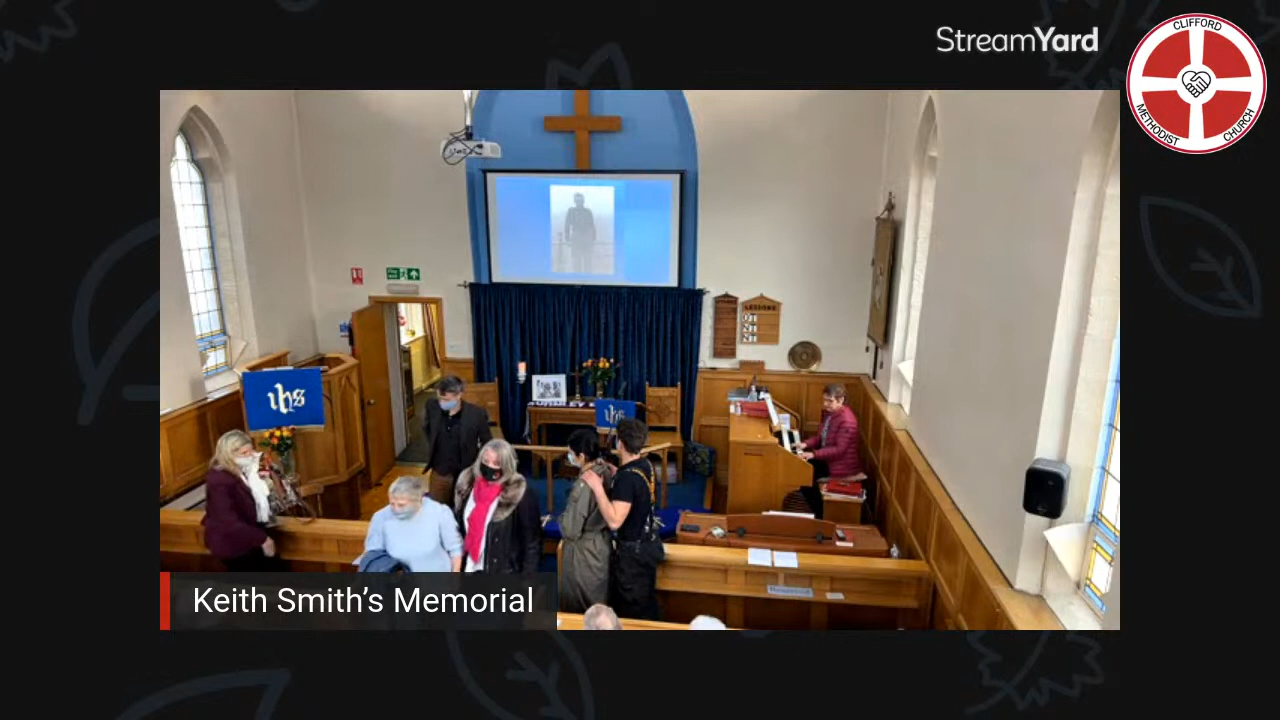 StreamYard
CLIFFORD
METHODIST CHURCH
ihs
LESSONS
ihs
Keith Smith’s Memorial